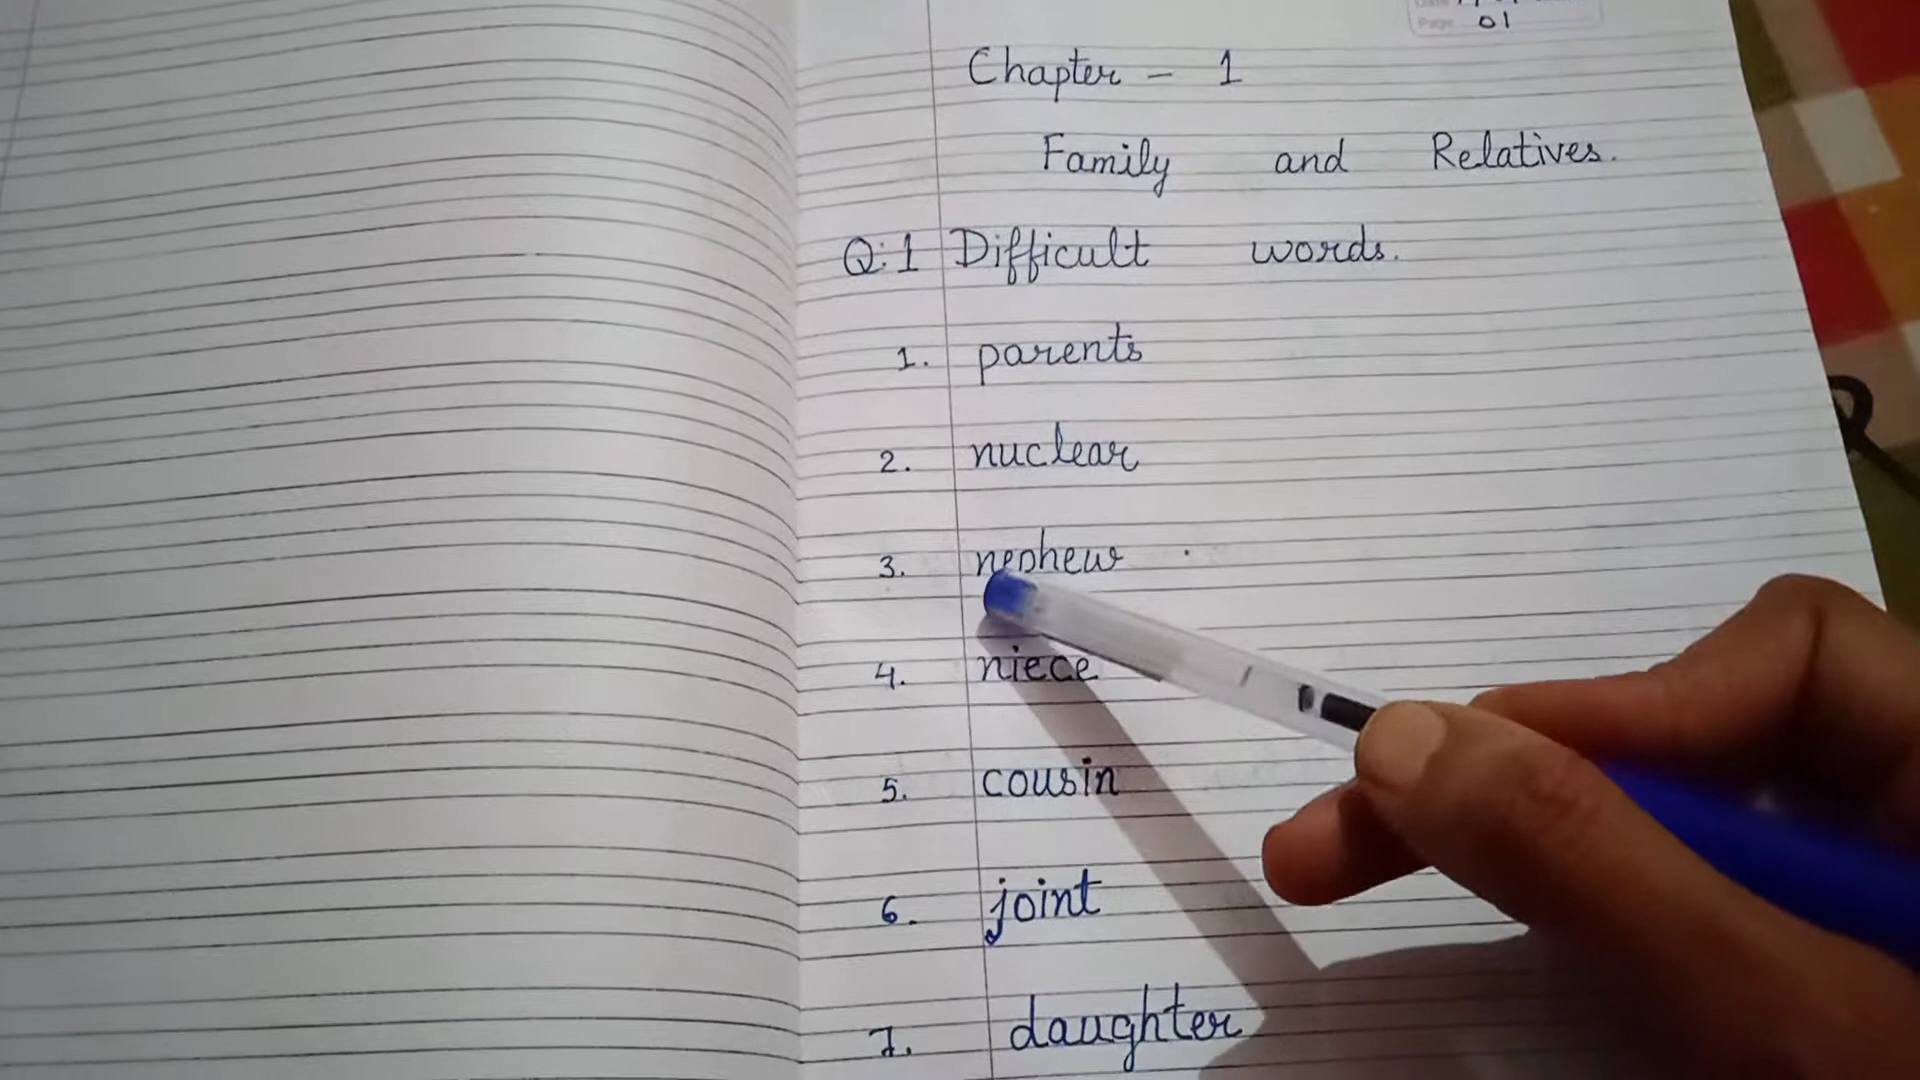 Page 01
Chapter - 1
Family and Relatives.
Q:1 Difficult words.
1. parents
2. nuclear
3. nephew
4. niece
5. cousin
6. joint
7. daughter